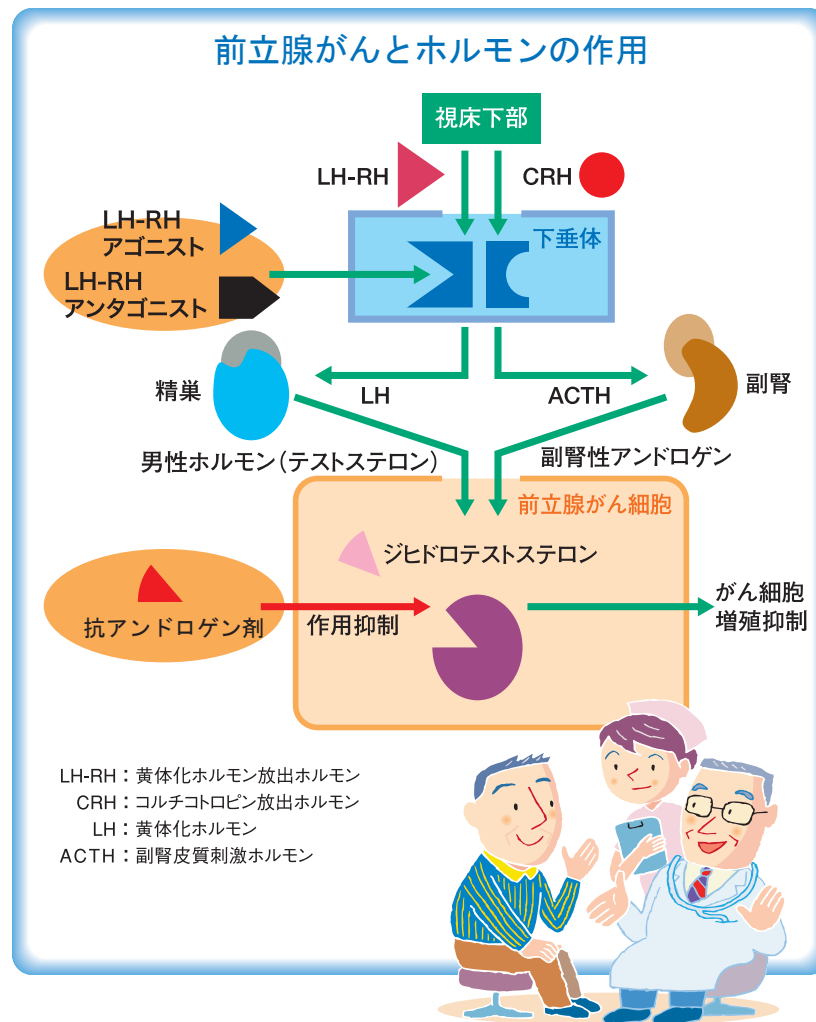 前立腺がんとホルモンの作用
視床下部
LH-RH
CRH
LH-RH
アゴニスト
下垂体
LH-RH
アンタゴニスト
精巣
LH
ACTH
副腎
男性ホルモン(テストステロン)
副腎性アンドロゲン
前立腺がん細胞
ジヒドロテストステロン
抗アンドロゲン剤
作用抑制
がん細胞
増殖抑制
LH-RH：黄体化ホルモン放出ホルモン
CRH：コルチコトロピン放出ホルモン
LH：黄体化ホルモン
ACTH：副腎皮質刺激ホルモン